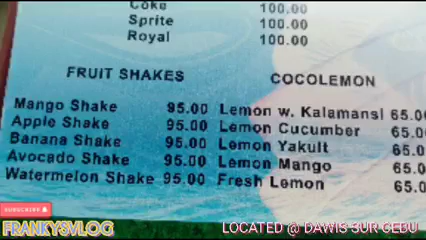 Coke 100.00
Sprite 100.00
Royal 100.00
FRUIT SHAKES
Mango Shake 95.00
Apple Shake 95.00
Banana Shake 95.00
Avocado Shake 95.00
Watermelon Shake 95.00
COCOLEMON
Lemon w. Kalamansi 65.00
Lemon Cucumber 65.00
Lemon Yakult 65.00
Lemon Mango 65.00
Fresh Lemon 65.0
SUBSCRIBE
FRANKYSVLOG
LOCATED @ DAWIS SUR CEBU